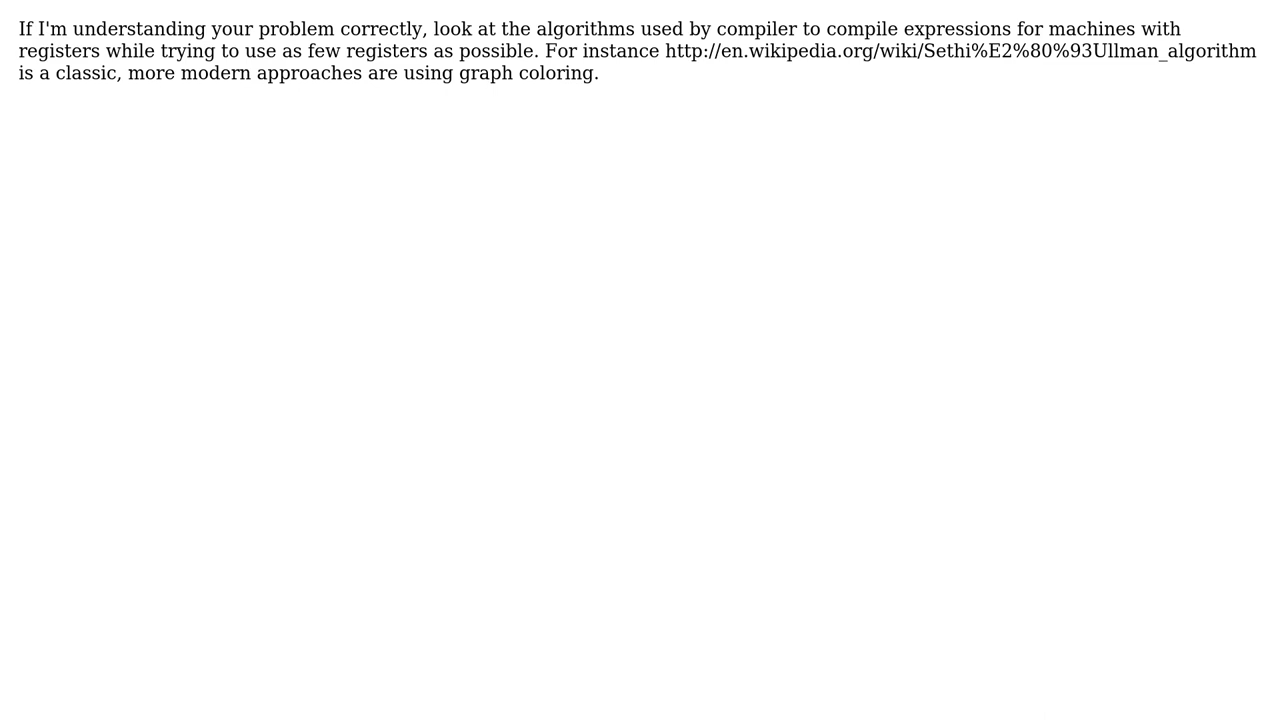 If I'm understanding your problem correctly, look at the algorithms used by compiler to compile expressions for machines with
registers while trying to use as few registers as possible. For instance http://en.wikipedia.org/wiki/Sethi%E2%80%93Ullman_algorithm
is a classic, more modern approaches are using graph coloring.